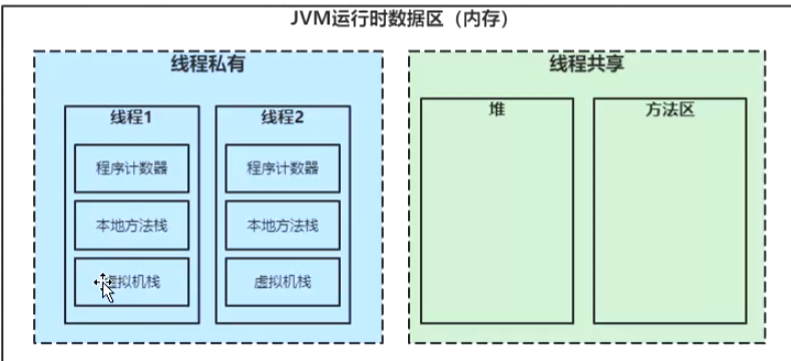 JVM运行时数据区（内存）
线程私有
线程共享
线程1
线程2
程序计数器
程序计数器
本地方法栈
本地方法栈
虚拟机栈
虚拟机栈
堆
方法区